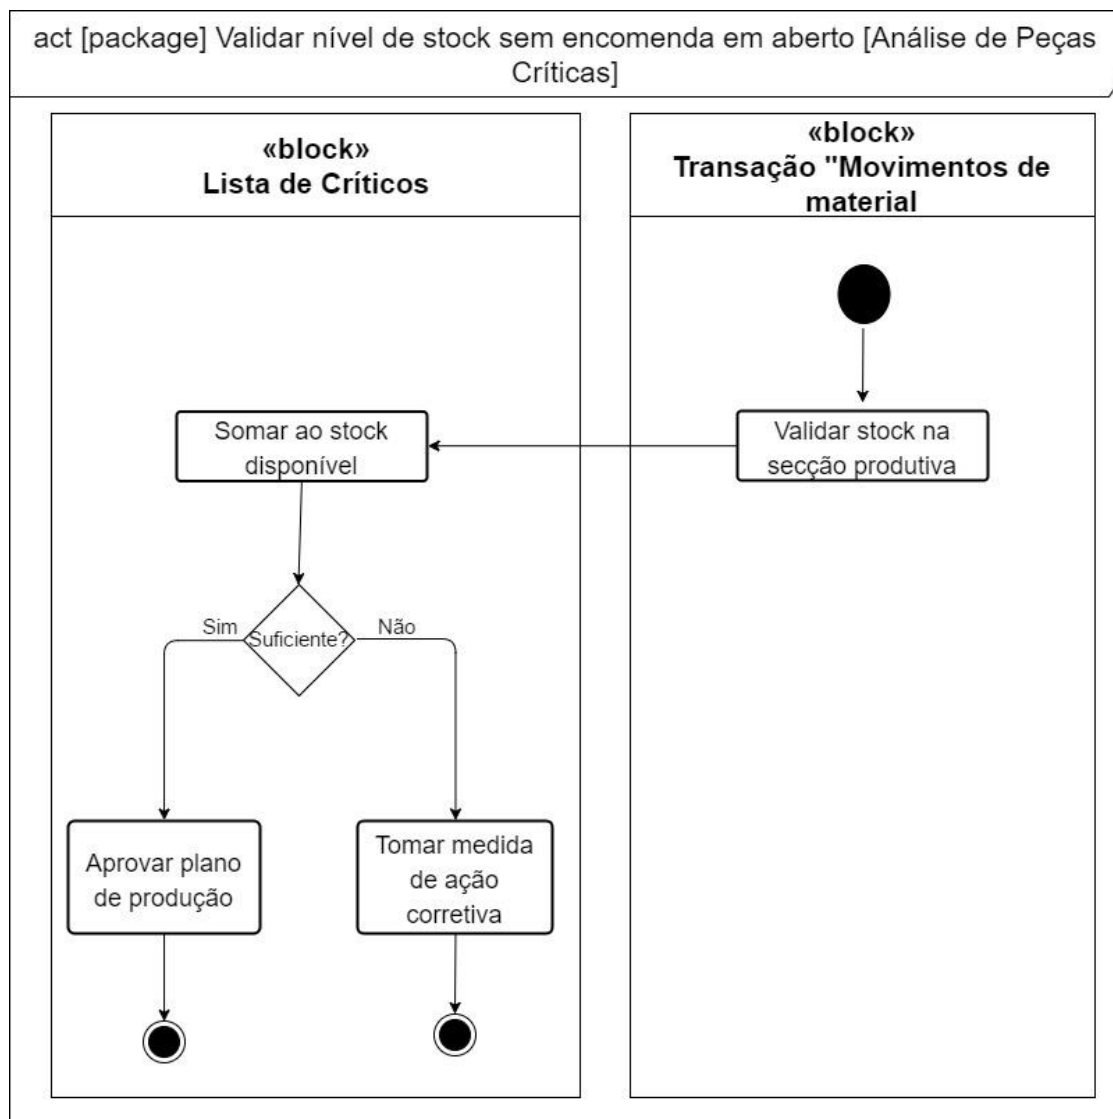 act [package] Validar nível de stock sem encomenda em aberto [Análise de Peças
Críticas]
«block»
Lista de Críticos
«block»
Transação "Movimentos de
material
Somar ao stock
disponível
Validar stock na
secção produtiva
Sim
Suficiente?
Não
Aprovar plano
de produção
Tomar medida
de ação
corretiva